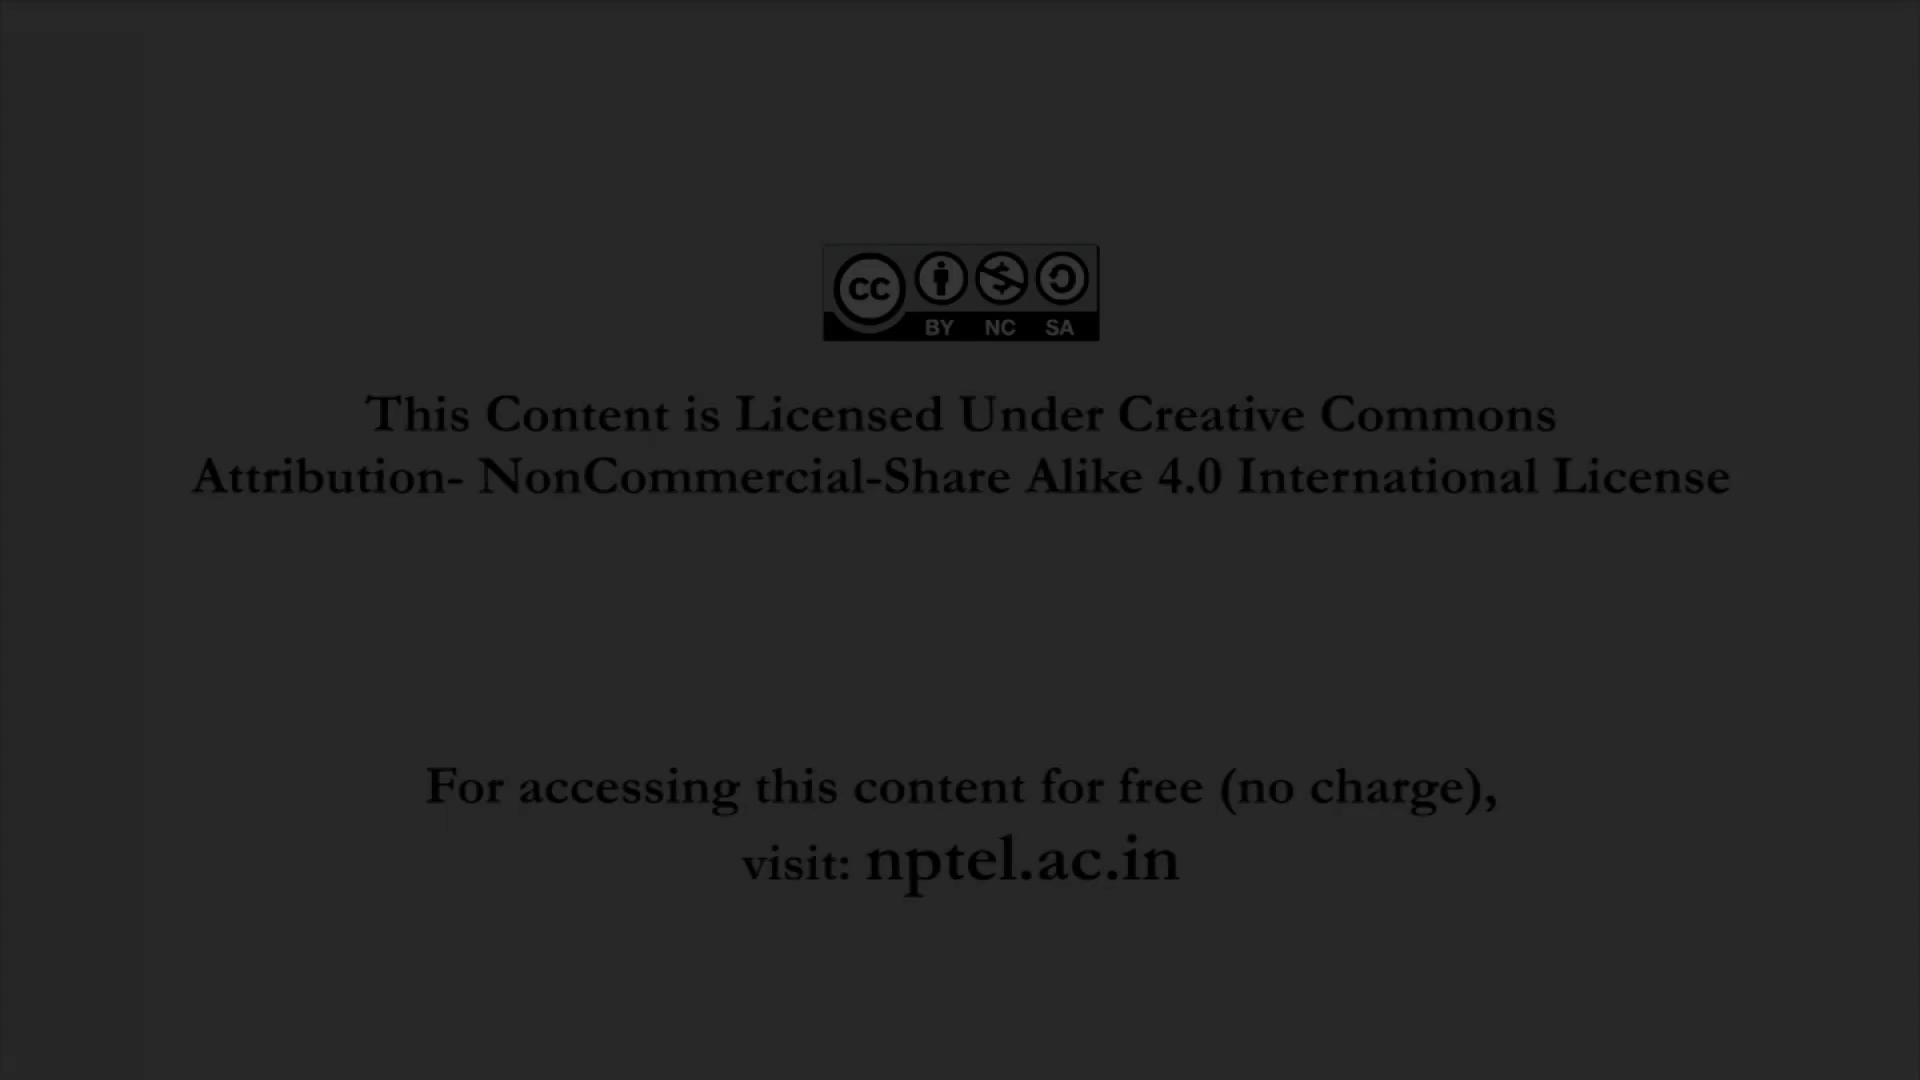 cc
BY NC SA
This Content is Licensed Under Creative Commons
Attribution- NonCommercial-Share Alike 4.0 International License
For accessing this content for free (no charge),
visit: nptel.ac.in